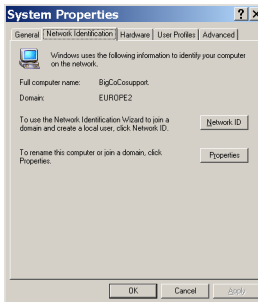 System Properties
General Network Identification Hardware User Profiles Advanced
Windows uses the following information to identify your computer
on the network.
Full computer name: BigCoCosupport.
Domain: EUROPE2
To use the Network Identification Wizard to join a
domain and create a local user, click Network ID.
Network ID
To rename this computer or join a domain, click
Properties.
Properties
OK Cancel Apply